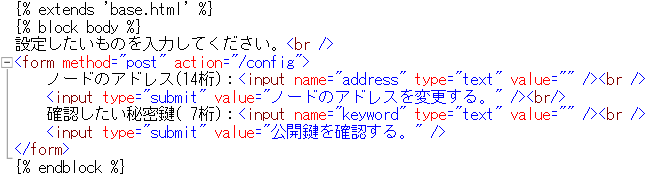 {% extends 'base.html' %}
{% block body %}
設定したいものを入力してください。<br />
<form method="post" action="/config">
ノードのアドレス(14桁)：<input name="address" type="text" value="" /><br />
<input type="submit" value="ノードのアドレスを変更する。" /><br/>
確認したい秘密鍵( 7桁)：<input name="keyword" type="text" value="" /><br />
<input type="submit" value="公開鍵を確認する。" />
</form>
{% endblock %}